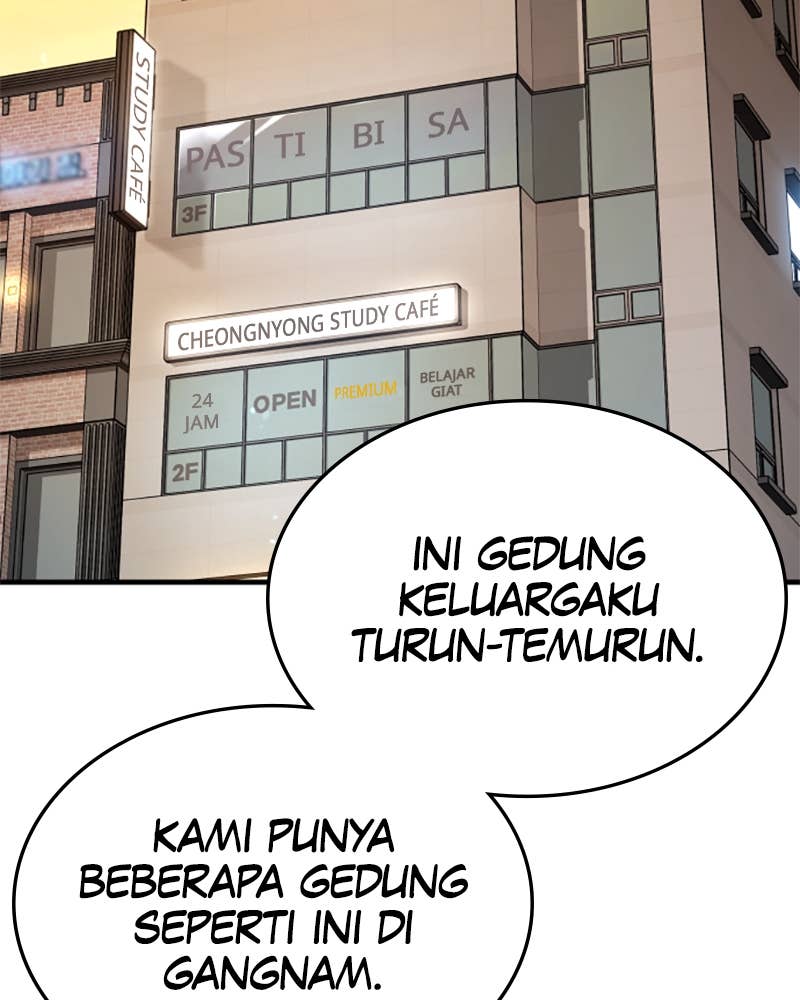 STUDY CAFÉ
PAS TI BI SA
3F
CHEONGNYONG STUDY CAFÉ
24 JAM
OPEN
PREMIUM
BELAJAR GIAT
2F
INI GEDUNG
KELUARGAKU
TURUN-TEMURUN.
KAMI PUNYA
BEBERAPA GEDUNG
SEPERTI INI DI
GANGNAM.